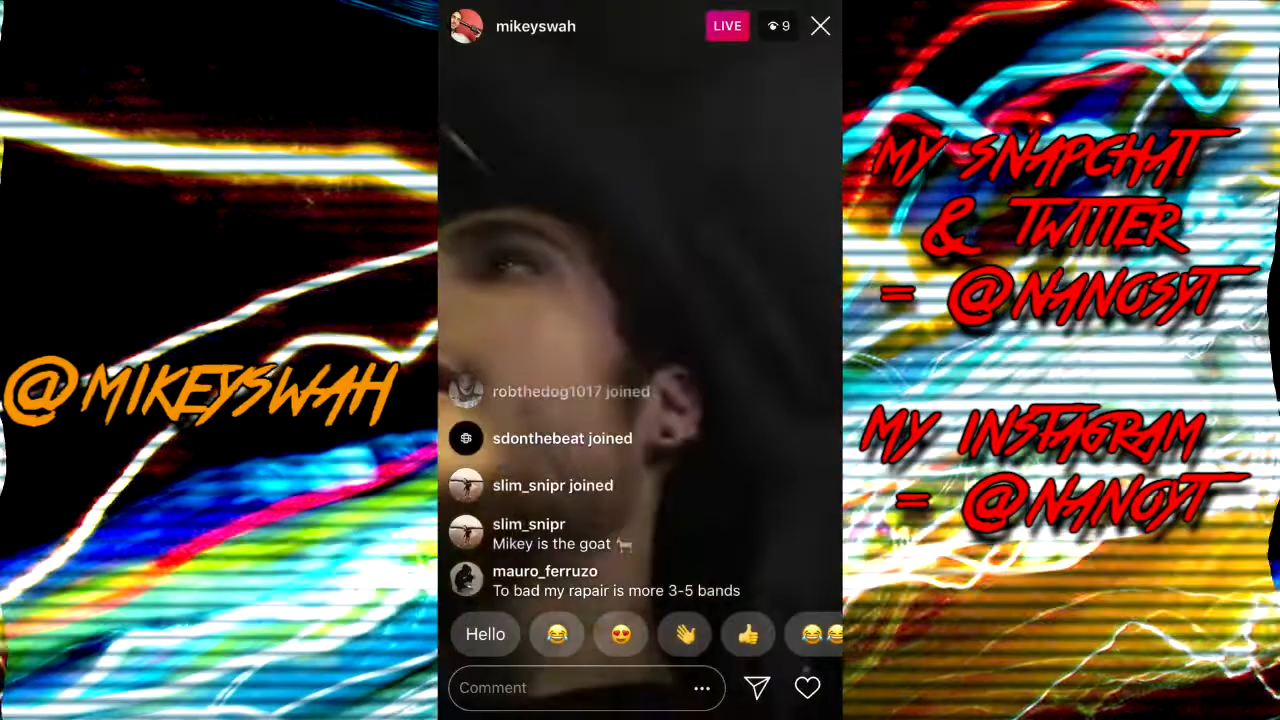 mikeyswah
LIVE
9
@MIKEYSWAH
MY SNAPCHAT
& TWITTER
= @NANOSYT
MY INSTAGRAM
= @NANOYT
robthedog1017 joined
sdonthebeat joined
slim_snipr joined
slim_snipr
Mikey is the goat 🐐
mauro_ferruzo
To bad my rapair is more 3-5 bands
Hello
Comment